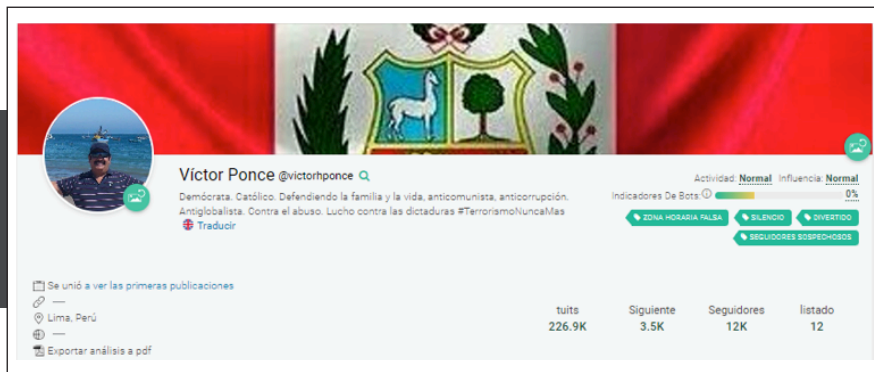 Víctor Ponce @victorhponce
Demócrata. Católico. Defendiendo la familia y la vida, anticomunista, anticorrupción.
Antiglobalista. Contra el abuso. Lucho contra las dictaduras #TerrorismoNuncaMas
Traducir
Actividad: Normal Influencia: Normal
Indicadores De Bots: 0%
ZONA HORARIA FALSA SILENCIO DIVERTIDO
SEGUIDORES SOSPECHOSOS
Se unió a ver las primeras publicaciones
—
Lima, Perú
—
Exportar análisis a pdf
tuits Siguiente Seguidores listado
226.9K 3.5K 12K 12